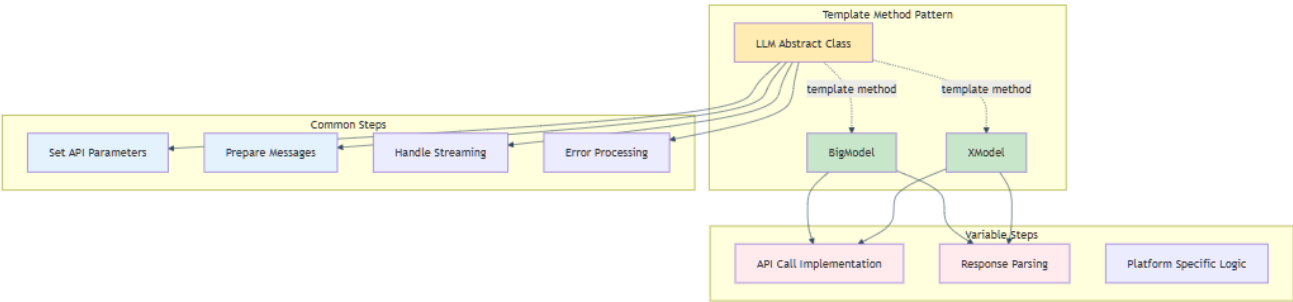 Template Method Pattern
LLM Abstract Class
template method
template method
BigModel
XModel
Common Steps
Set API Parameters
Prepare Messages
Handle Streaming
Error Processing
Variable Steps
API Call Implementation
Response Parsing
Platform Specific Logic